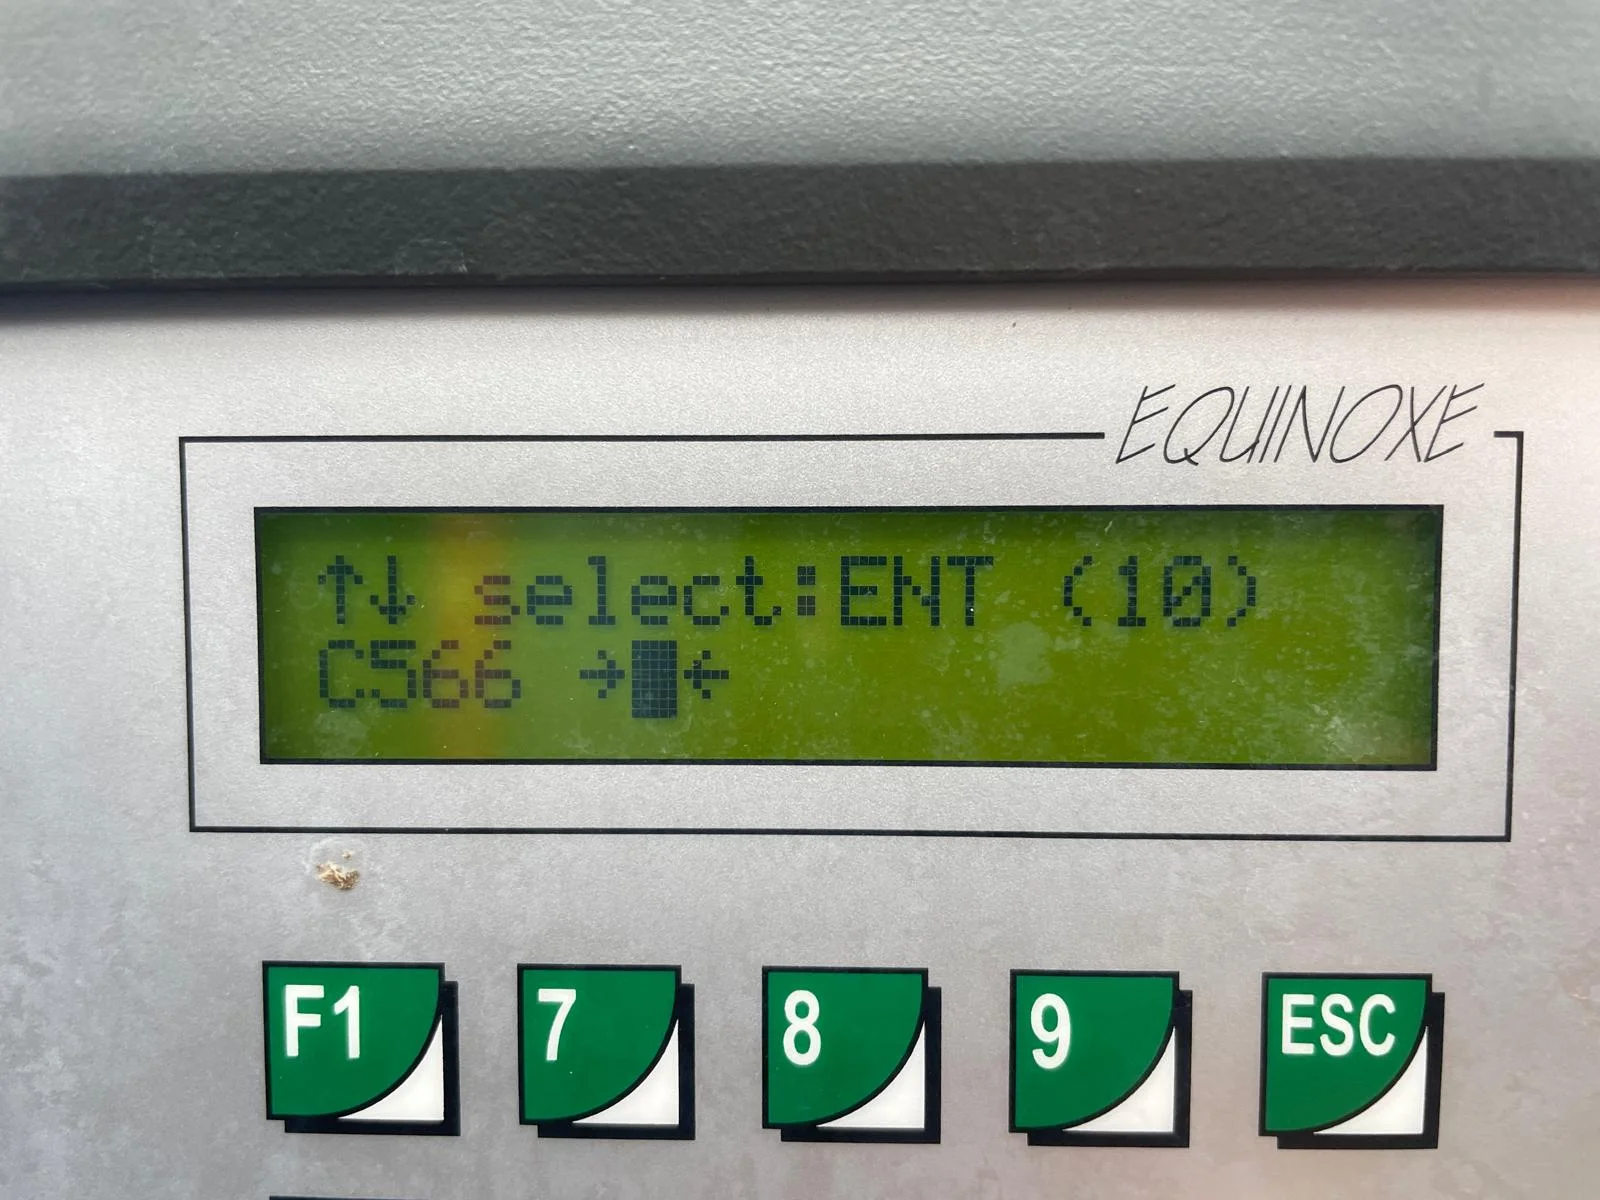 EQUINOXE
↑↓ select:ENT (10)
C566 →█←
F1 7 8 9 ESC